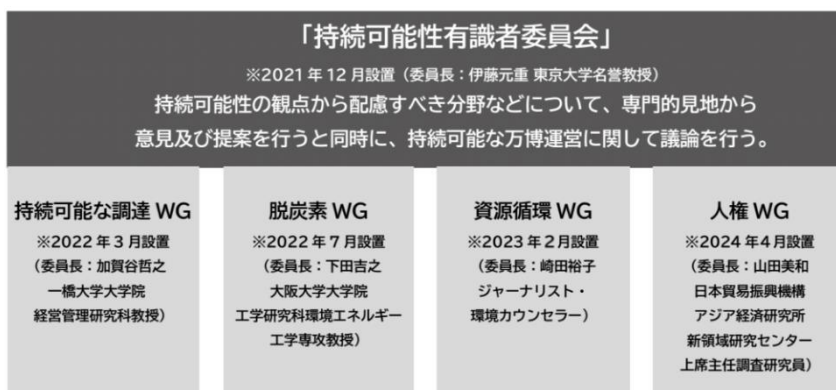 「持続可能性有識者委員会」
※2021年12月設置（委員長：伊藤元重 東京大学名誉教授）
持続可能性の観点から配慮すべき分野などについて、専門的見地から
意見及び提案を行うと同時に、持続可能な万博運営に関して議論を行う。
持続可能な調達 WG
※2022年3月設置
（委員長：加賀谷哲之
一橋大学大学院
経営管理研究科教授）
脱炭素 WG
※2022年7月設置
（委員長：下田吉之
大阪大学大学院
工学研究科環境エネルギー
工学専攻教授）
資源循環 WG
※2023年2月設置
（委員長：崎田裕子
ジャーナリスト・
環境カウンセラー）
人権 WG
※2024年4月設置
（委員長：山田美和
日本貿易振興機構
アジア経済研究所
新領域研究センター
上席主任調査研究員）